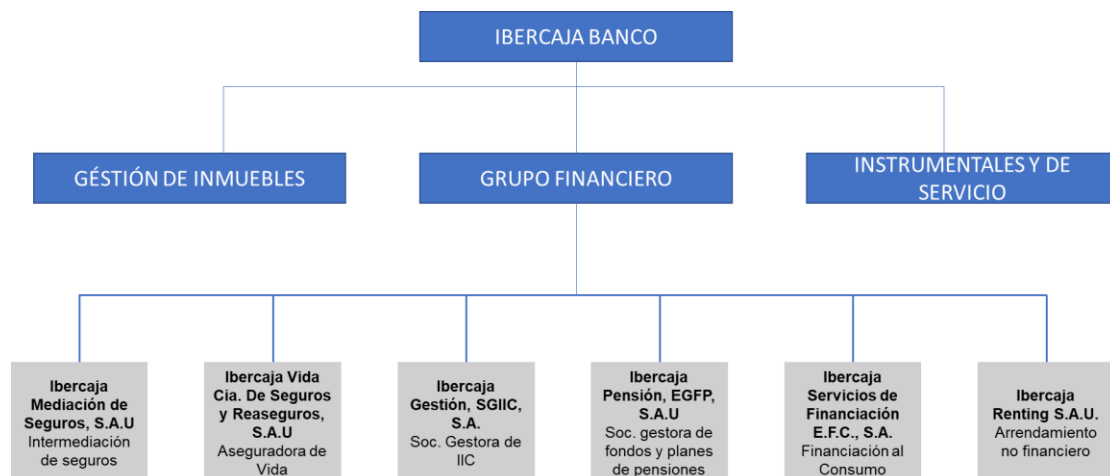 IBERCAJA BANCO
GÉSTIÓN DE INMUEBLES
GRUPO FINANCIERO
INSTRUMENTALES Y DE
SERVICIO
Ibercaja
Mediación de
Seguros, S.A.U
Intermediación
de seguros
Ibercaja Vida
Cia. De Seguros
y Reaseguros,
S.A.U
Aseguradora de
Vida
Ibercaja
Gestión, SGIIC,
S.A.
Soc. Gestora de
IIC
Ibercaja
Pensión, EGFP,
S.A.U
Soc. gestora de
fondos y planes
de pensiones
Ibercaja
Servicios de
Financiación
E.F.C., S.A.
Financiación al
Consumo
Ibercaja
Renting S.A.U.
Arrendamiento
no financiero